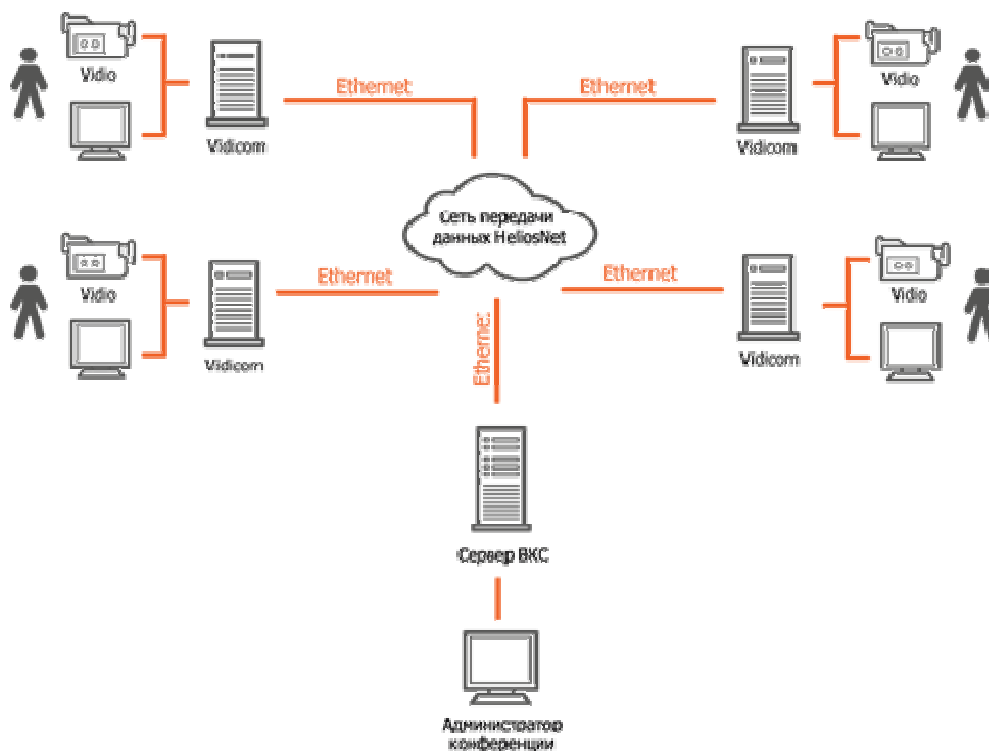 Vidio
Ethernet
Ethernet
Vidio
Vidicom
Vidicom
Сеть передачи
данных HeliosNet
Vidio
Ethernet
Ethernet
Vidio
Vidicom
Vidicom
Ethernet
Сервер ВКС
Администратор
конференции